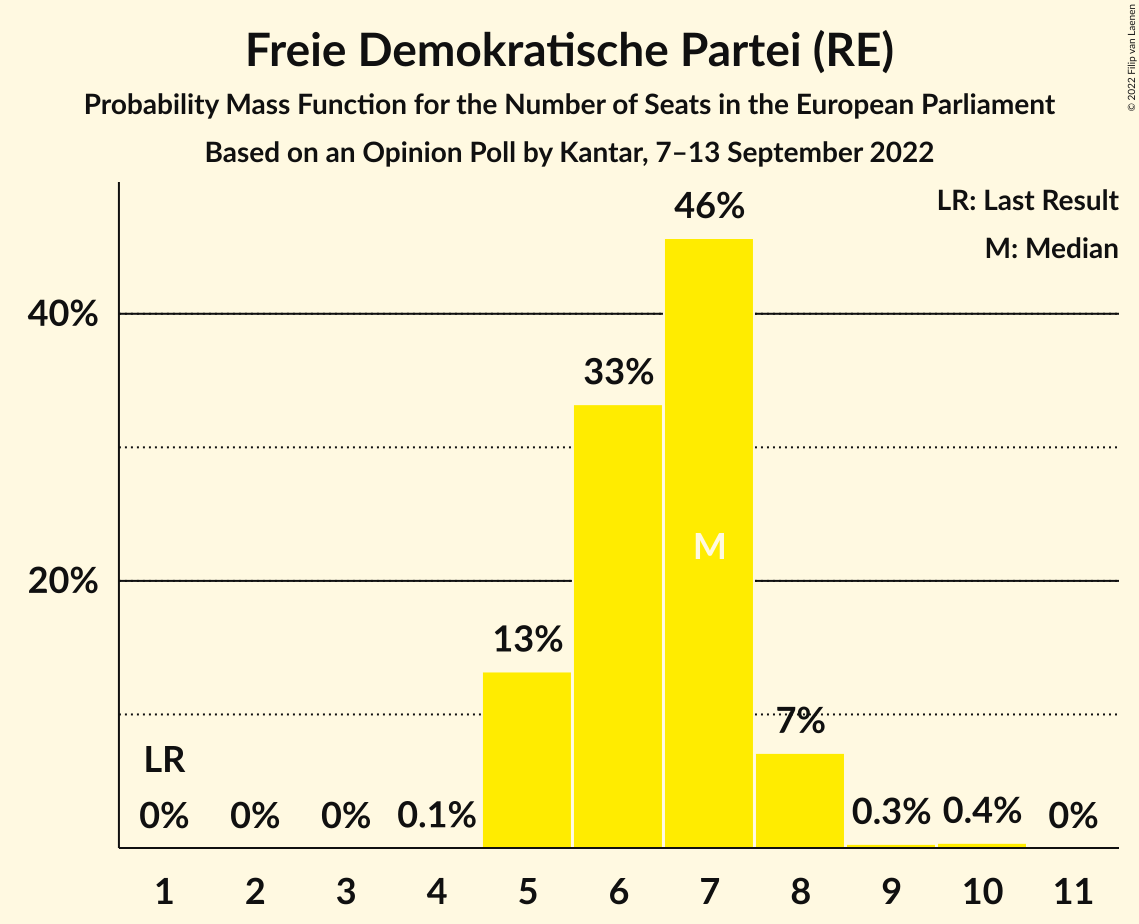 Freie Demokratische Partei (RE)
Probability Mass Function for the Number of Seats in the European Parliament
Based on an Opinion Poll by Kantar, 7–13 September 2022
© 2022 Filip van Laenen
LR: Last Result
M: Median
46%
40%
33%
M
20%
13%
7%
LR
0% 0% 0% 0.1% 0.3% 0.4% 0%
1 2 3 4 5 6 7 8 9 10 11